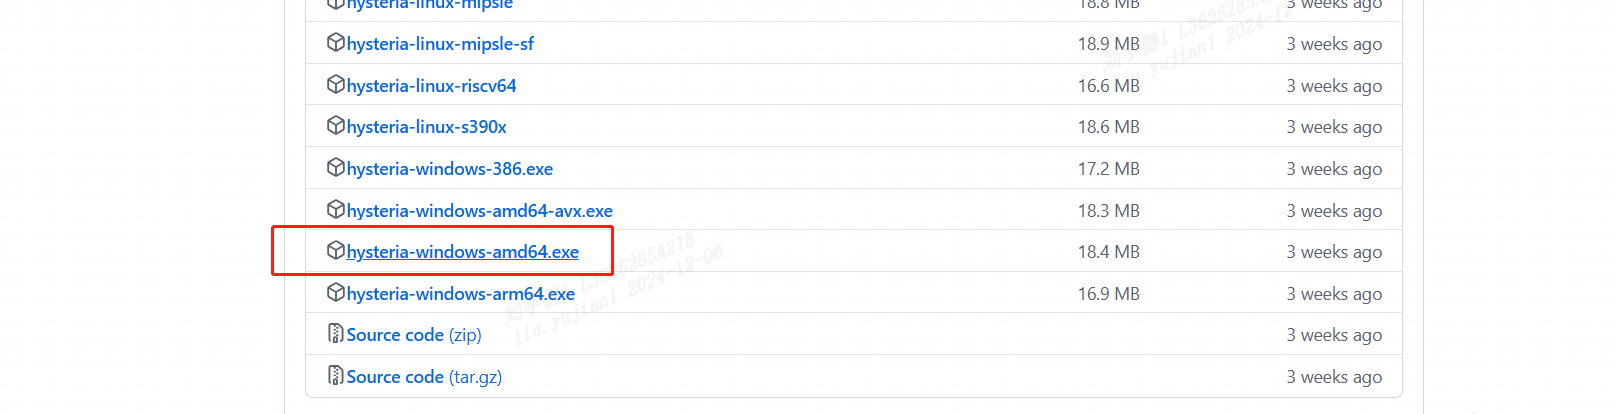 hysteria-linux-mipsle 18.8 MB 3 weeks ago
hysteria-linux-mipsle-sf 18.9 MB 3 weeks ago
hysteria-linux-riscv64 16.6 MB 3 weeks ago
hysteria-linux-s390x 18.6 MB 3 weeks ago
hysteria-windows-386.exe 17.2 MB 3 weeks ago
hysteria-windows-amd64-avx.exe 18.3 MB 3 weeks ago
hysteria-windows-amd64.exe 18.4 MB 3 weeks ago
hysteria-windows-arm64.exe 16.9 MB 3 weeks ago
Source code (zip) 3 weeks ago
Source code (tar.gz) 3 weeks ago
L3625285A218
liu.yujian1 2024-12-06